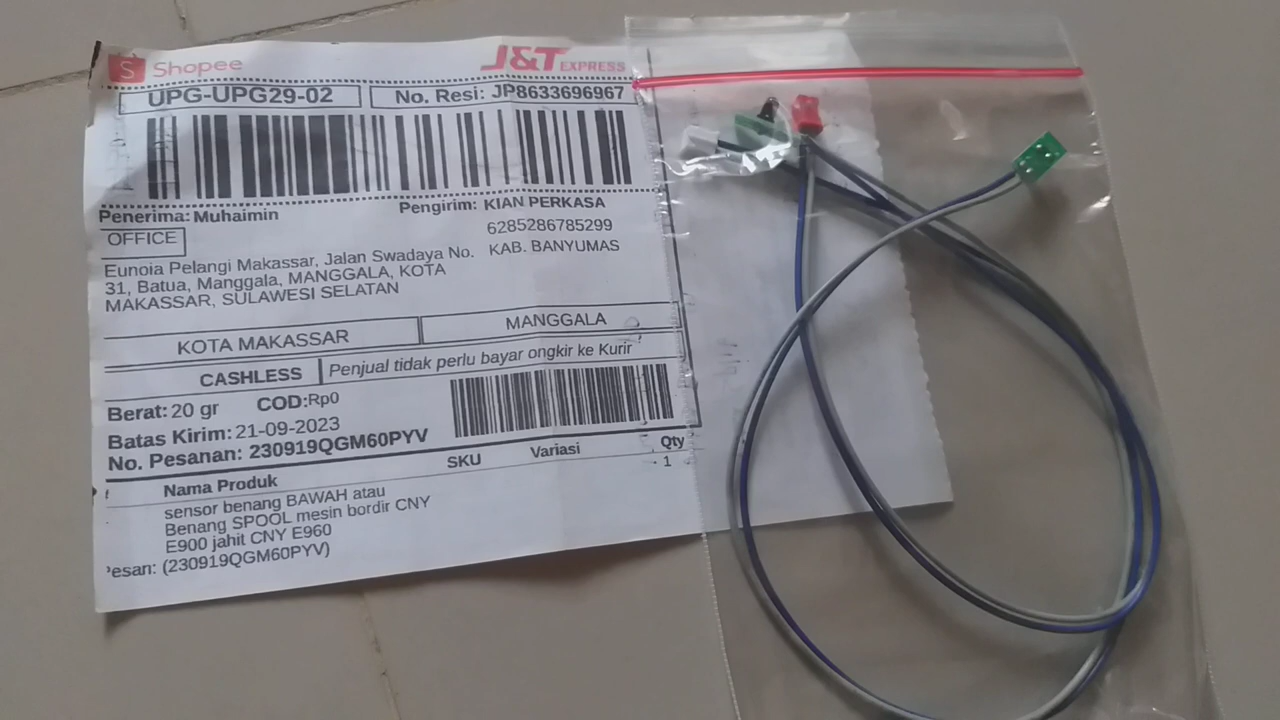 Shopee
J&T EXPRESS
UPG-UPG29-02
No. Resi: JP8633696967
Penerima: Muhaimin
Pengirim: KIAN PERKASA
6285286785299
KAB. BANYUMAS
OFFICE
Eunoia Pelangi Makassar, Jalan Swadaya No.
31, Batua, Manggala, MANGGALA, KOTA
MAKASSAR, SULAWESI SELATAN
KOTA MAKASSAR
MANGGALA
CASHLESS
Penjual tidak perlu bayar ongkir ke Kurir
Berat: 20 gr
COD:Rp0
Batas Kirim: 21-09-2023
No. Pesanan: 230919QGM60PYV
Nama Produk SKU Variasi Qty
sensor benang BAWAH atau
Benang SPOOL mesin bordir CNY
E900 jahit CNY E960
(230919QGM60PYV)
1